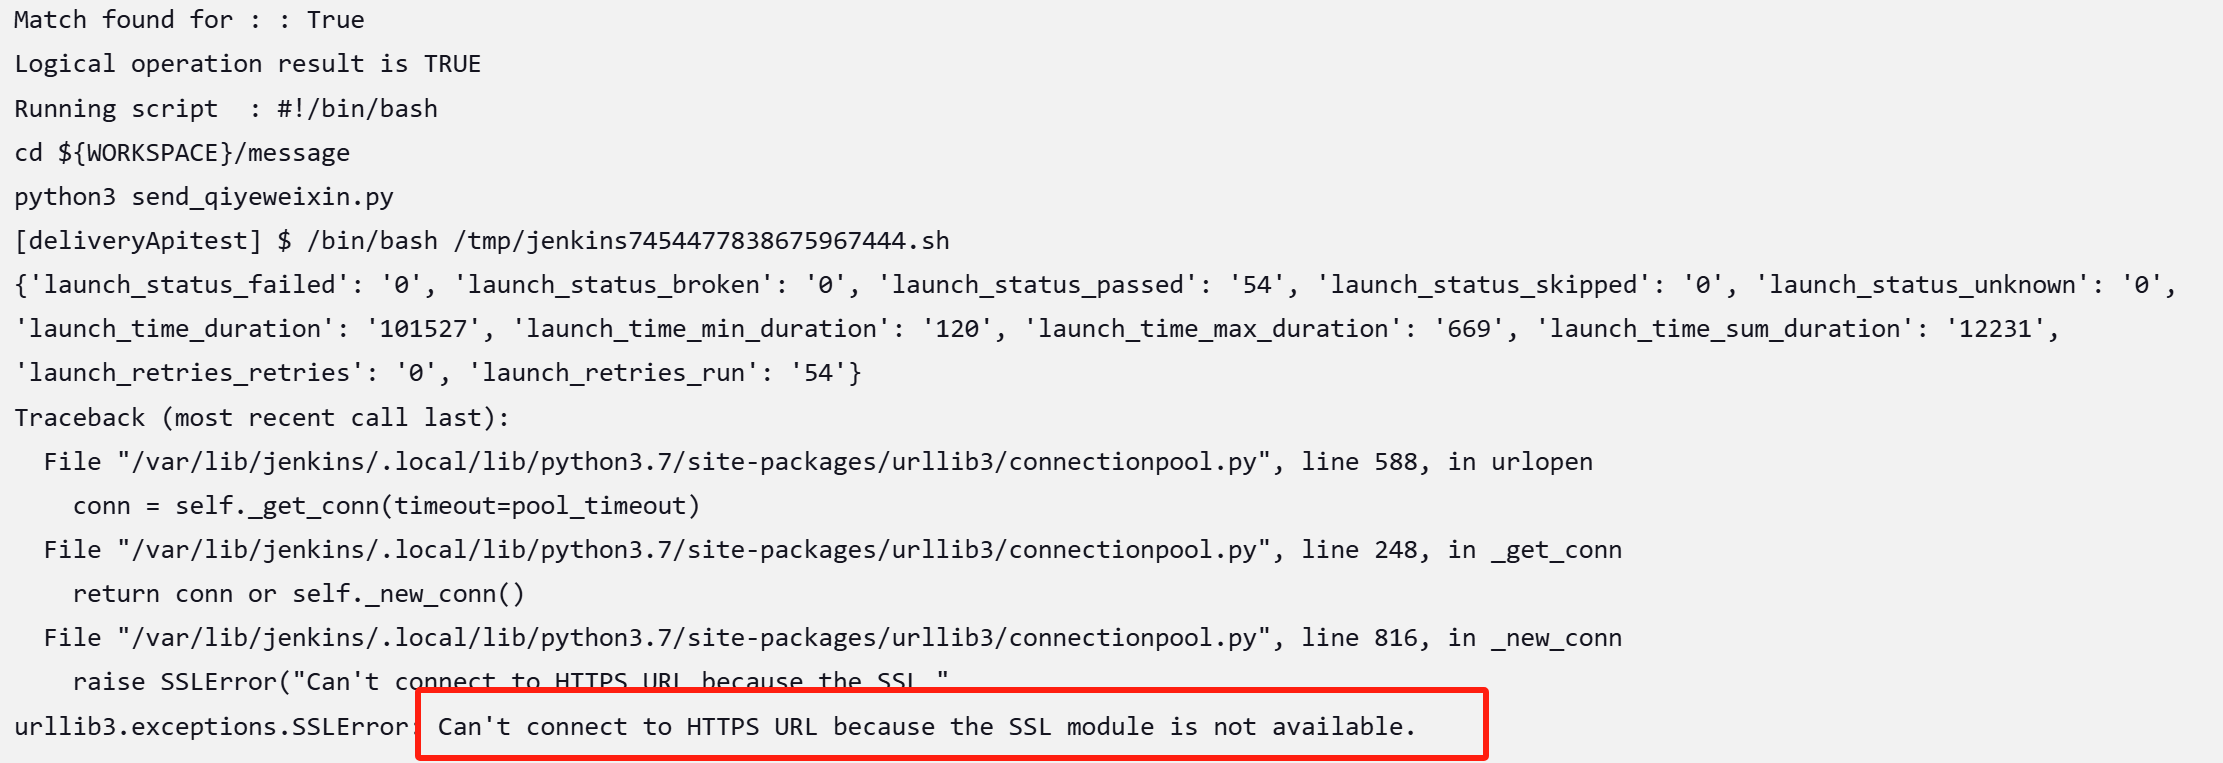 Match found for : : True
Logical operation result is TRUE
Running script  : #!/bin/bash
cd ${WORKSPACE}/message
python3 send_qiyeweixin.py
[deliveryApitest] $ /bin/bash /tmp/jenkins7454477838675967444.sh
{'launch_status_failed': '0', 'launch_status_broken': '0', 'launch_status_passed': '54', 'launch_status_skipped': '0', 'launch_status_unknown': '0',
'launch_time_duration': '101527', 'launch_time_min_duration': '120', 'launch_time_max_duration': '669', 'launch_time_sum_duration': '12231',
'launch_retries_retries': '0', 'launch_retries_run': '54'}
Traceback (most recent call last):
  File "/var/lib/jenkins/.local/lib/python3.7/site-packages/urllib3/connectionpool.py", line 588, in urlopen
    conn = self._get_conn(timeout=pool_timeout)
  File "/var/lib/jenkins/.local/lib/python3.7/site-packages/urllib3/connectionpool.py", line 248, in _get_conn
    return conn or self._new_conn()
  File "/var/lib/jenkins/.local/lib/python3.7/site-packages/urllib3/connectionpool.py", line 816, in _new_conn
    raise SSLError("Can't connect to HTTPS URL because the SSL "
urllib3.exceptions.SSLError: Can't connect to HTTPS URL because the SSL module is not available.